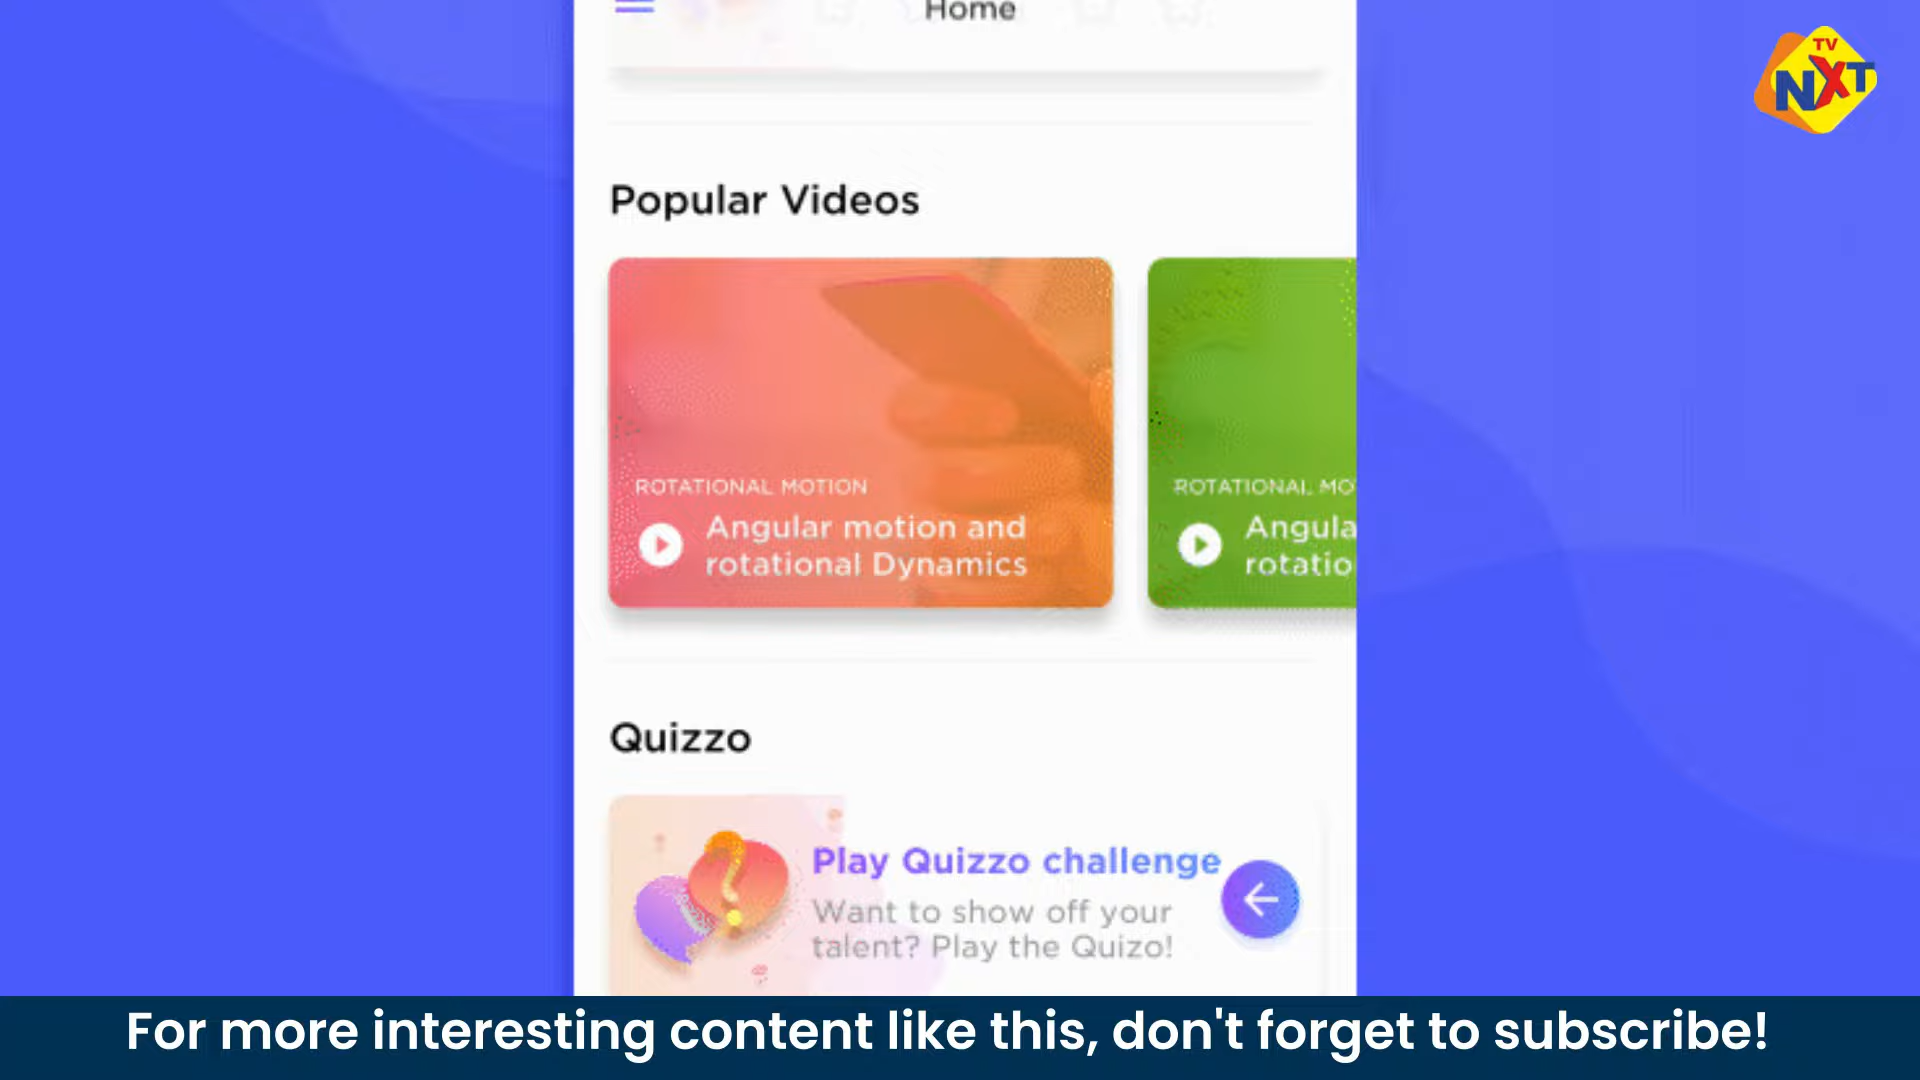 Home
TV
NXT
Popular Videos
ROTATIONAL MOTION
Angular motion and
rotational Dynamics
ROTATIONAL MO
Angula
rotatio
Quizzo
Play Quizzo challenge
Want to show off your
talent? Play the Quizo!
For more interesting content like this, don't forget to subscribe!